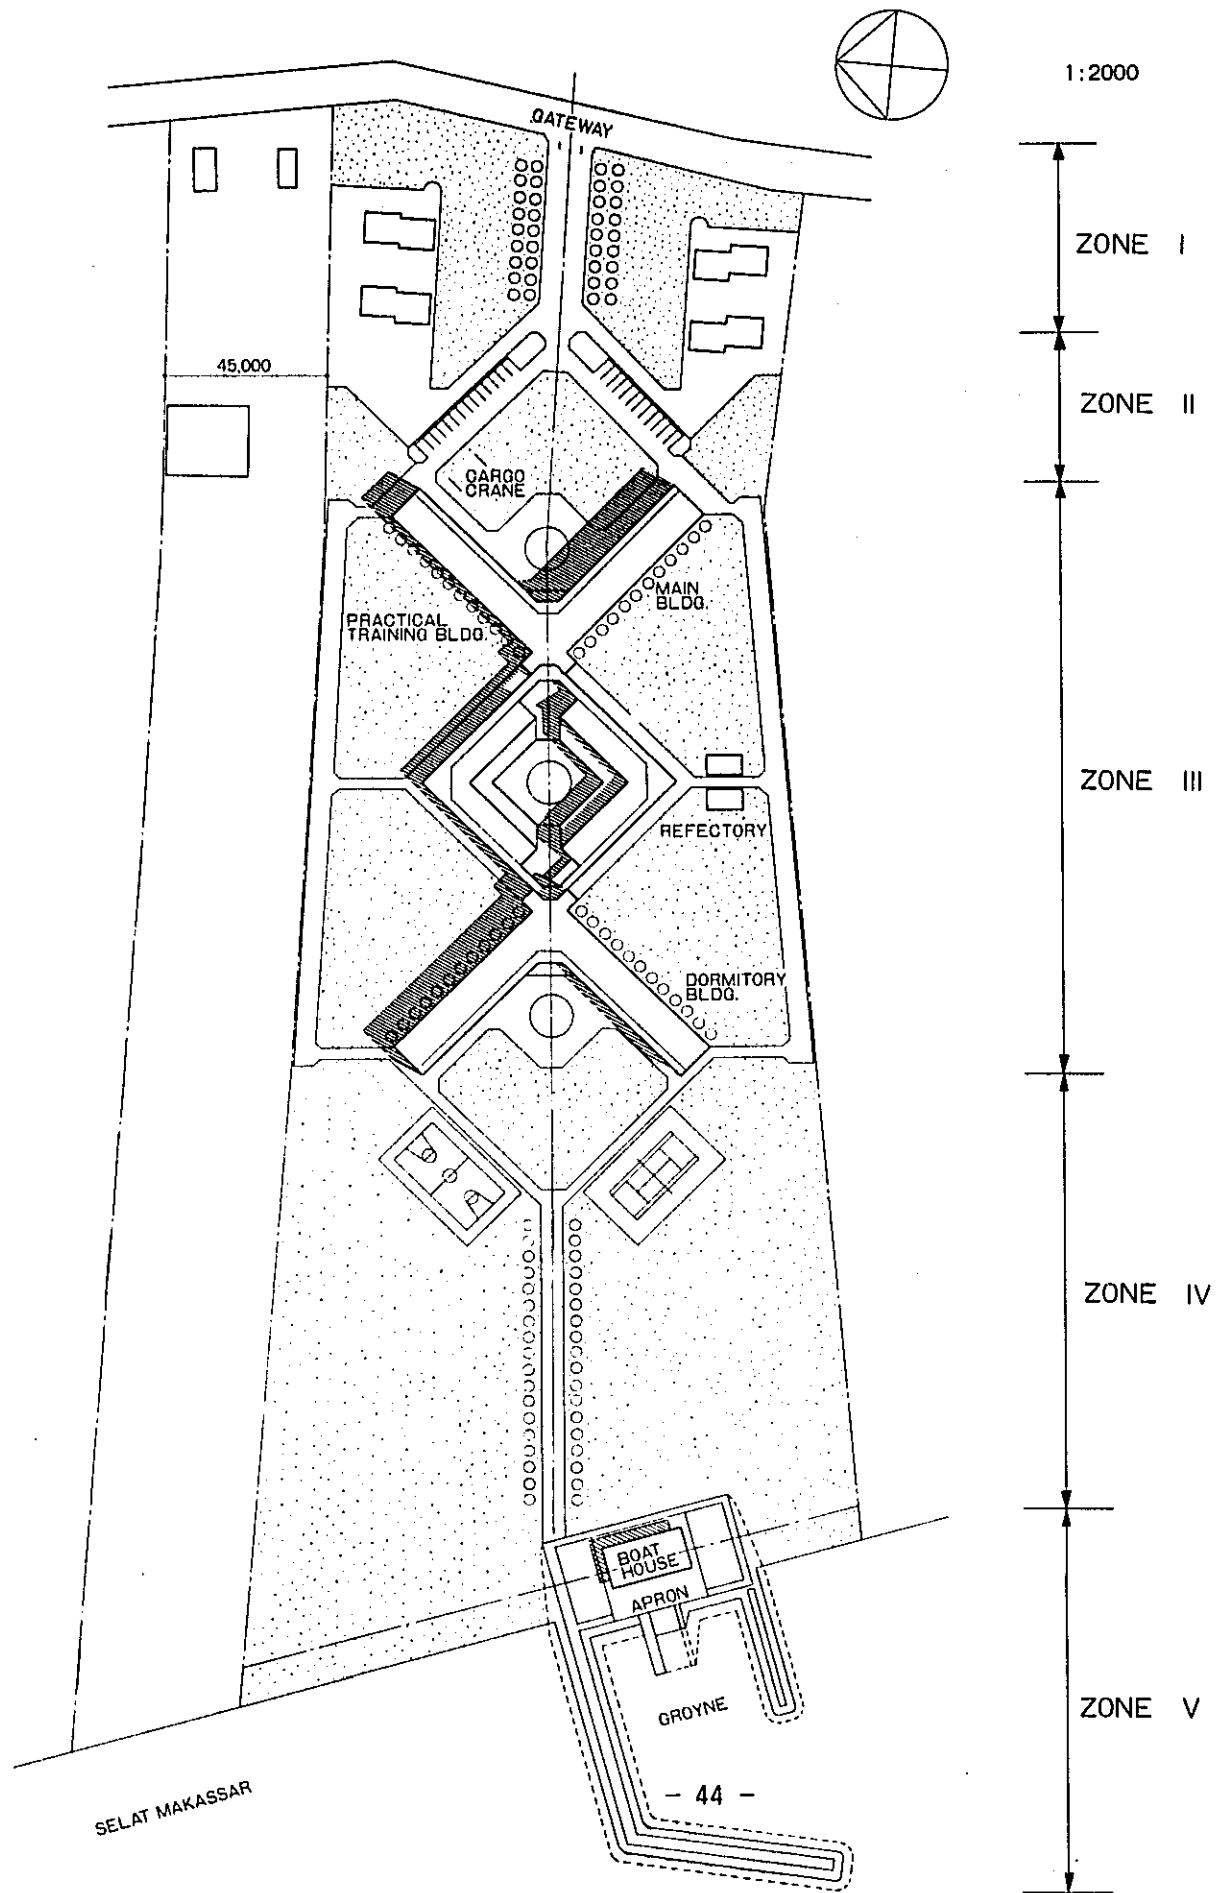 1:2000
GATEWAY
ZONE I
45,000
ZONE II
CARGO
CRANE
MAIN
BLDG.
PRACTICAL
TRAINING BLDG.
ZONE III
REFECTORY
DORMITORY
BLDG.
ZONE IV
BOAT
HOUSE
APRON
GROYNE
ZONE V
SELAT MAKASSAR
- 44 -